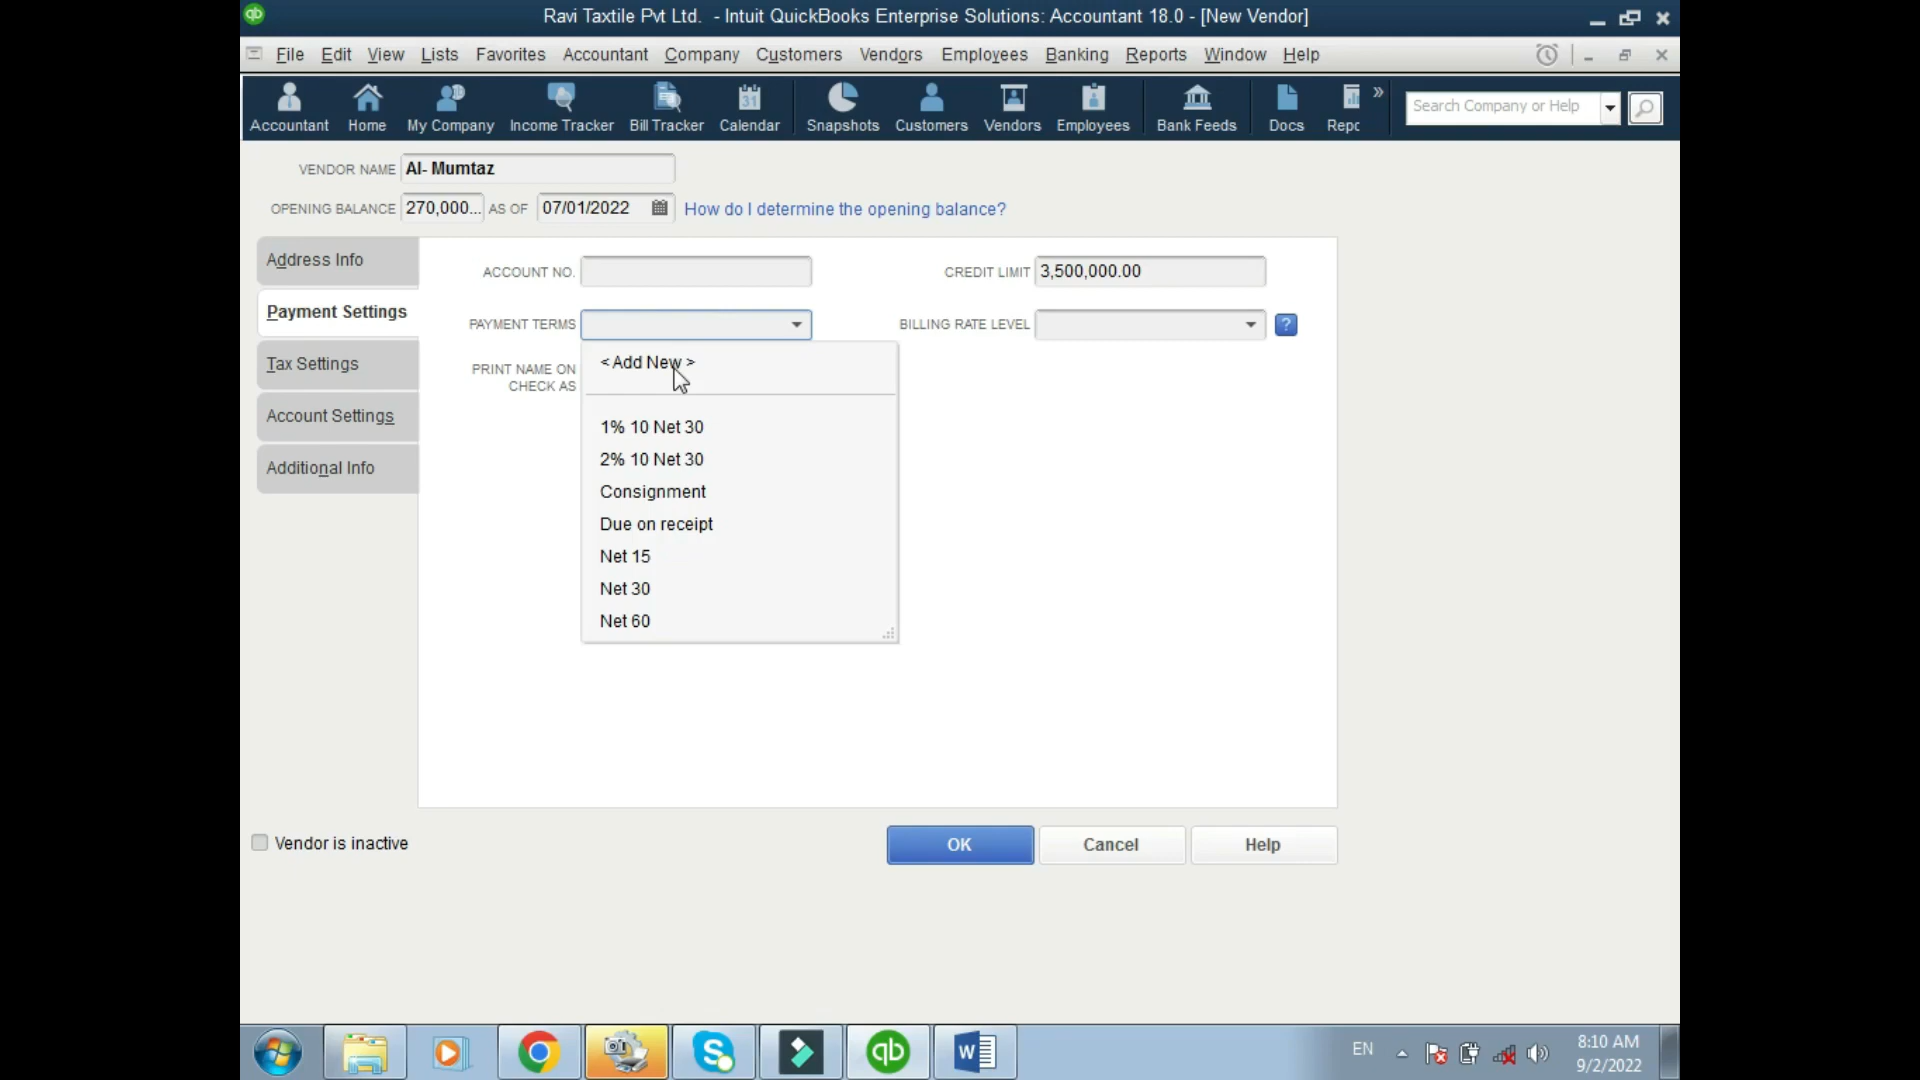 Ravi Taxtile Pvt Ltd. - Intuit QuickBooks Enterprise Solutions: Accountant 18.0 - [New Vendor]
File Edit View Lists Favorites Accountant Company Customers Vendors Employees Banking Reports Window Help
Accountant Home My Company Income Tracker Bill Tracker Calendar Snapshots Customers Vendors Employees Bank Feeds Docs Repc » Search Company or Help
VENDOR NAME Al- Mumtaz
OPENING BALANCE 270,000... AS OF 07/01/2022 How do I determine the opening balance?
Address Info
Payment Settings
Tax Settings
Account Settings
Additional Info
ACCOUNT NO. CREDIT LIMIT 3,500,000.00
PAYMENT TERMS BILLING RATE LEVEL ?
PRINT NAME ON
CHECK AS
< Add New >
1% 10 Net 30
2% 10 Net 30
Consignment
Due on receipt
Net 15
Net 30
Net 60
Vendor is inactive
OK Cancel Help
EN 8:10 AM
9/2/2022